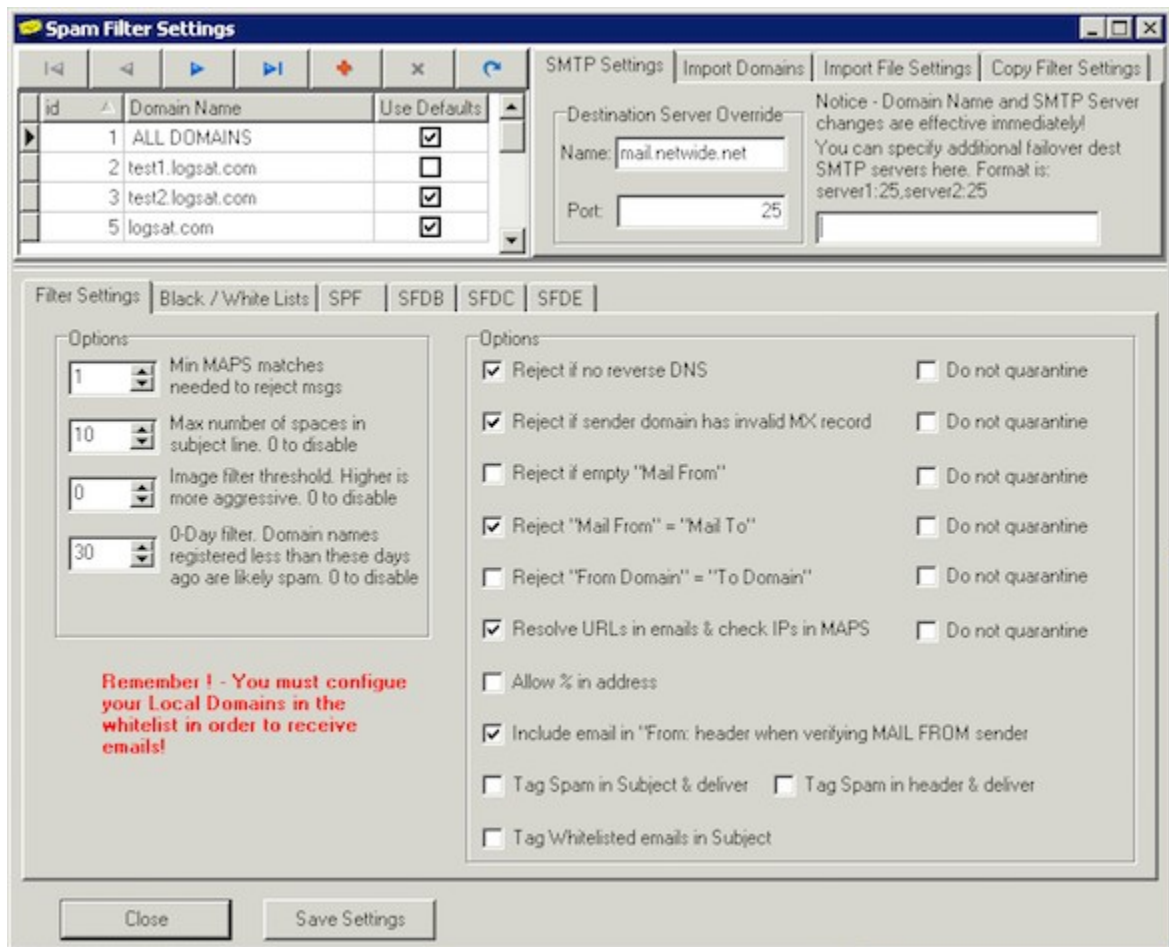 Spam Filter Settings
id Domain Name Use Defaults
1 ALL DOMAINS
2 test1.logsat.com
3 test2.logsat.com
5 logsat.com
SMTP Settings Import Domains Import File Settings Copy Filter Settings
Destination Server Override
Name: mail.netwide.net
Port: 25
Notice - Domain Name and SMTP Server
changes are effective immediately!
You can specify additional failover dest
SMTP servers here. Format is:
server1:25,server2:25
Filter Settings Black / White Lists SPF SFDB SFDC SFDE
Options
1 Min MAPS matches
needed to reject msgs
10 Max number of spaces in
subject line. 0 to disable
0 Image filter threshold. Higher is
more aggressive. 0 to disable
30 0-Day filter. Domain names
registered less than these days
ago are likely spam. 0 to disable
Remember ! - You must configue
your Local Domains in the
whitelist in order to receive
emails!
Options
Reject if no reverse DNS Do not quarantine
Reject if sender domain has invalid MX record Do not quarantine
Reject if empty "Mail From" Do not quarantine
Reject "Mail From" = "Mail To" Do not quarantine
Reject "From Domain" = "To Domain" Do not quarantine
Resolve URLs in emails & check IPs in MAPS Do not quarantine
Allow % in address
Include email in "From: header when verifying MAIL FROM sender
Tag Spam in Subject & deliver Tag Spam in header & deliver
Tag Whitelisted emails in Subject
Close Save Settings